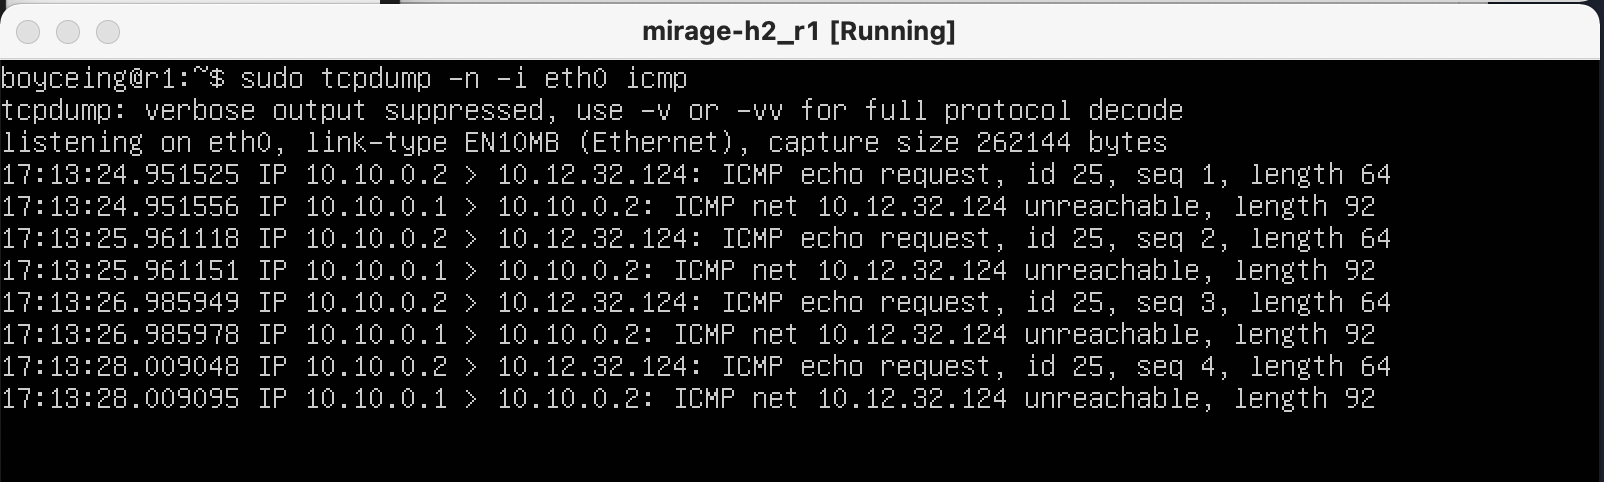 mirage-h2_r1 [Running]
boyceing@r1:~$ sudo tcpdump -n -i eth0 icmp
tcpdump: verbose output suppressed, use -v or -vv for full protocol decode
listening on eth0, link-type EN10MB (Ethernet), capture size 262144 bytes
17:13:24.951525 IP 10.10.0.2 > 10.12.32.124: ICMP echo request, id 25, seq 1, length 64
17:13:24.951556 IP 10.10.0.1 > 10.10.0.2: ICMP net 10.12.32.124 unreachable, length 92
17:13:25.961118 IP 10.10.0.2 > 10.12.32.124: ICMP echo request, id 25, seq 2, length 64
17:13:25.961151 IP 10.10.0.1 > 10.10.0.2: ICMP net 10.12.32.124 unreachable, length 92
17:13:26.985949 IP 10.10.0.2 > 10.12.32.124: ICMP echo request, id 25, seq 3, length 64
17:13:26.985978 IP 10.10.0.1 > 10.10.0.2: ICMP net 10.12.32.124 unreachable, length 92
17:13:28.009048 IP 10.10.0.2 > 10.12.32.124: ICMP echo request, id 25, seq 4, length 64
17:13:28.009095 IP 10.10.0.1 > 10.10.0.2: ICMP net 10.12.32.124 unreachable, length 92